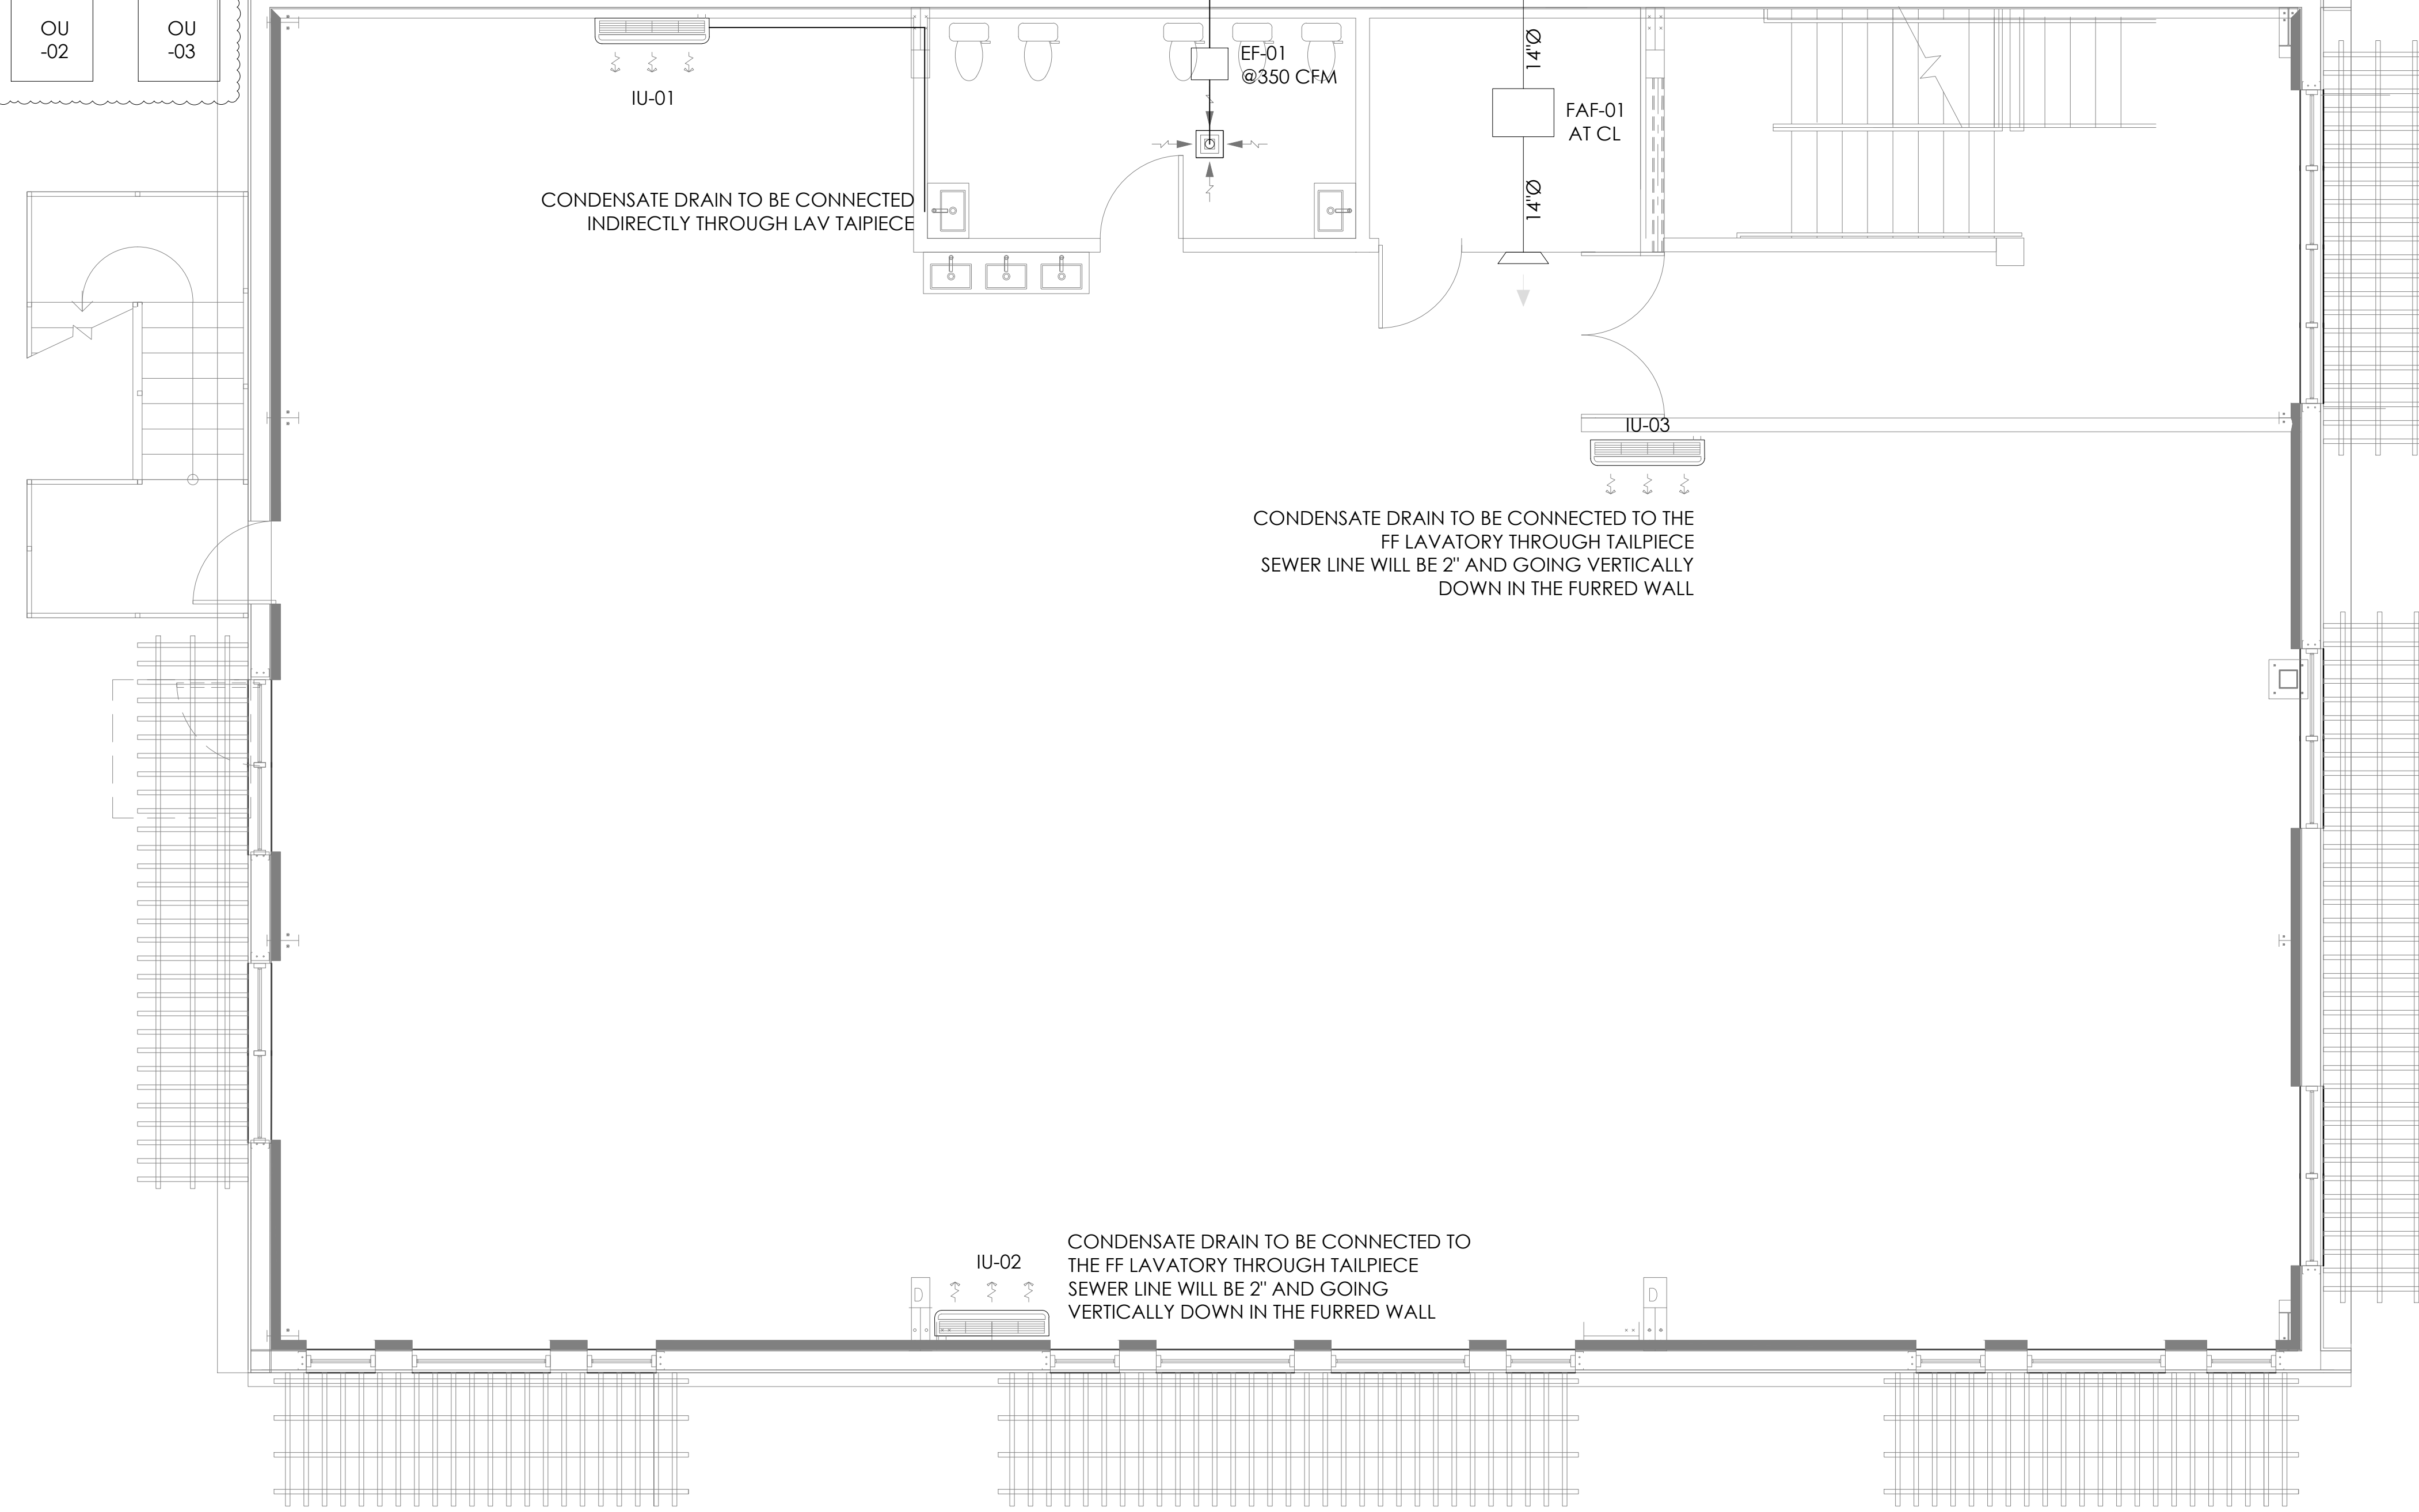 OU
-02
OU
-03
IU-01
EF-01
@350 CFM
14"Ø
FAF-01
AT CL
14"Ø
CONDENSATE DRAIN TO BE CONNECTED
INDIRECTLY THROUGH LAV TAIPIECE
IU-03
CONDENSATE DRAIN TO BE CONNECTED TO THE
FF LAVATORY THROUGH TAILPIECE
SEWER LINE WILL BE 2" AND GOING VERTICALLY
DOWN IN THE FURRED WALL
IU-02
CONDENSATE DRAIN TO BE CONNECTED TO
THE FF LAVATORY THROUGH TAILPIECE
SEWER LINE WILL BE 2" AND GOING
VERTICALLY DOWN IN THE FURRED WALL
D
D